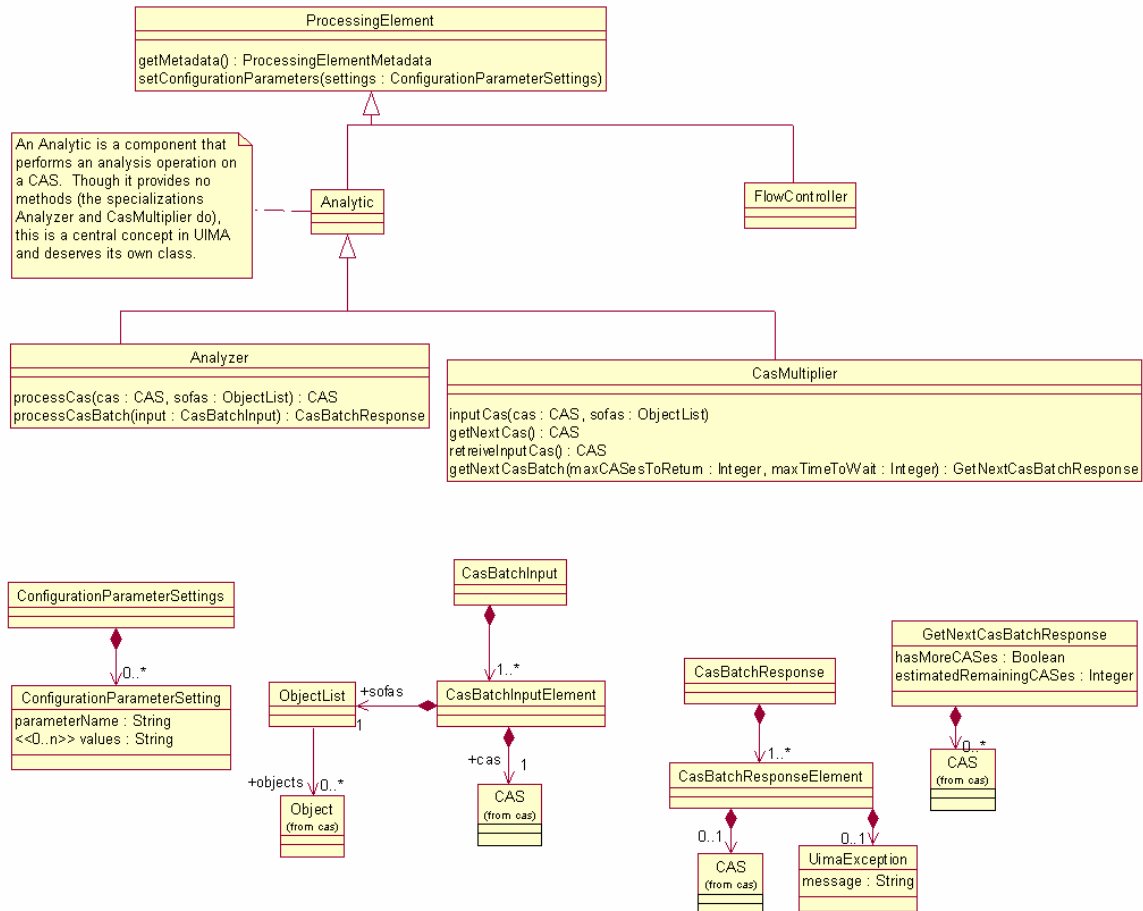 ProcessingElement
getMetadata() : ProcessingElementMetadata
setConfigurationParameters(settings : ConfigurationParameterSettings)
An Analytic is a component that
performs an analysis operation on
a CAS.  Though it provides no
methods (the specializations
Analyzer and CasMultiplier do),
this is a central concept in UIMA
and deserves its own class.
Analytic
FlowController
Analyzer
processCas(cas : CAS, sofas : ObjectList) : CAS
processCasBatch(input : CasBatchInput) : CasBatchResponse
CasMultiplier
inputCas(cas : CAS, sofas : ObjectList)
getNextCas() : CAS
retreiveInputCas() : CAS
getNextCasBatch(maxCASesToReturn : Integer, maxTimeToWait : Integer) : GetNextCasBatchResponse
ConfigurationParameterSettings
0..*
ConfigurationParameterSetting
parameterName : String
<<0..n>> values : String
CasBatchInput
1..*
ObjectList
+sofas
1
CasBatchInputElement
+objects
0..*
Object
(from cas)
+cas
1
CAS
(from cas)
CasBatchResponse
1..*
CasBatchResponseElement
0..1
CAS
(from cas)
0..1
UimaException
message : String
GetNextCasBatchResponse
hasMoreCASes : Boolean
estimatedRemainingCASes : Integer
0..*
CAS
(from cas)